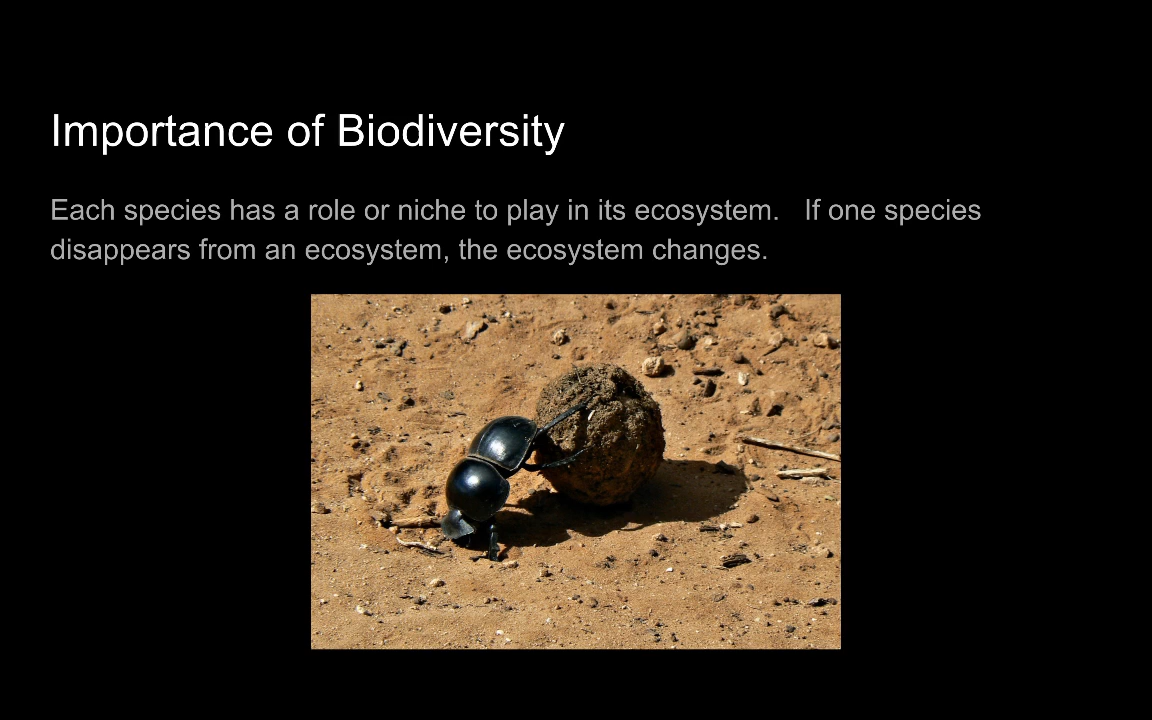 Importance of Biodiversity
Each species has a role or niche to play in its ecosystem.   If one species
disappears from an ecosystem, the ecosystem changes.